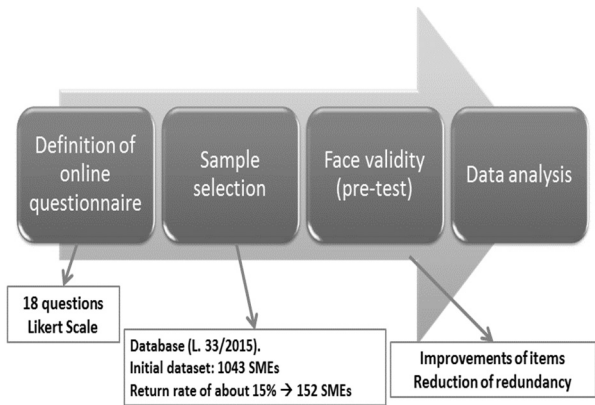 Definition of
online
questionnaire
Sample
selection
Face validity
(pre-test)
Data analysis
18 questions
Likert Scale
Database (L. 33/2015).
Initial dataset: 1043 SMEs
Return rate of about 15% → 152 SMEs
Improvements of items
Reduction of redundancy